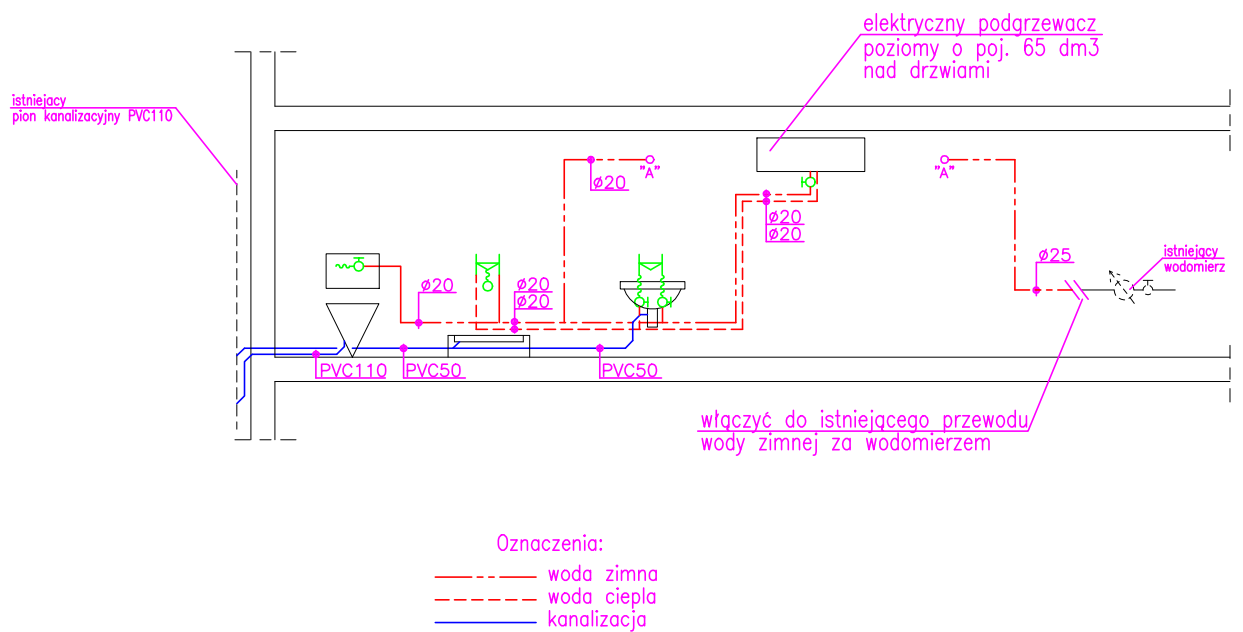 elektryczny podgrzewacz
poziomy o poj. 65 dm3
nad drzwiami
istniejacy
pion kanalizacyjny PVC110
"A"
"A"
ø20
ø20
ø20
istniejący
wodomierz
ø25
ø20
ø20
ø20
PVC110
PVC50
PVC50
włączyć do istniejącego przewodu
wody zimnej za wodomierzem
Oznaczenia:
woda zimna
woda ciepla
kanalizacja